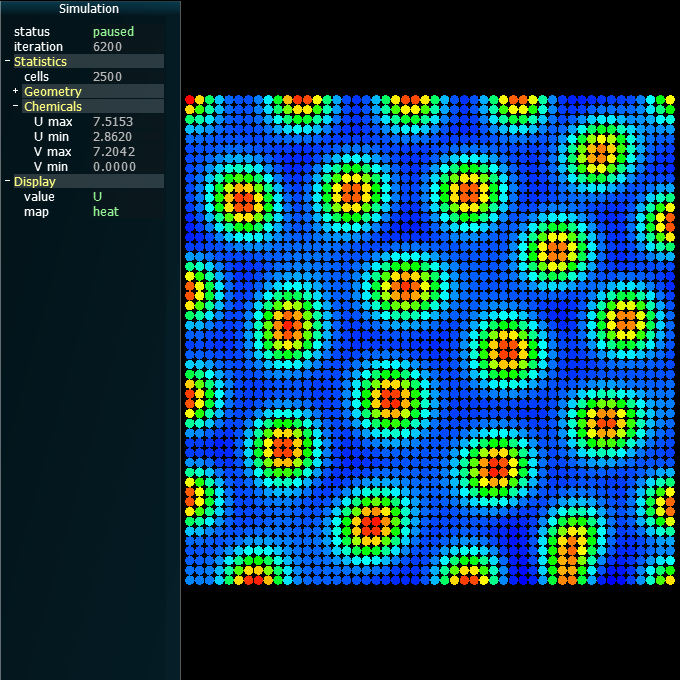 Simulation
status paused
iteration 6200
- Statistics
cells 2500
+ Geometry
- Chemicals
U max 7.5153
U min 2.8620
V max 7.2042
V min 0.0000
- Display
value U
map heat